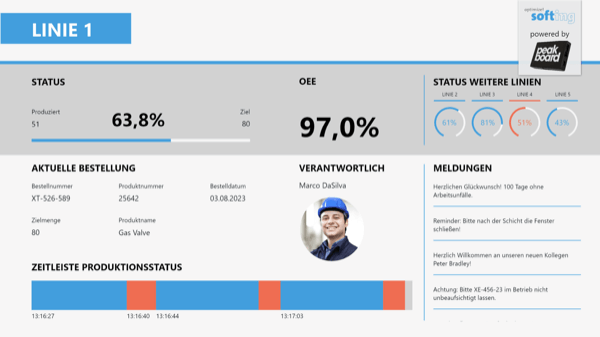 LINIE 1
softing
powered by
peak
board
STATUS
Produziert
51
63,8%
Ziel
80
OEE
97,0%
STATUS WEITERE LINIEN
LINIE 2
LINIE 3
LINIE 4
LINIE 5
61%
81%
51%
43%
AKTUELLE BESTELLUNG
Bestellnummer
XT-526-589
Produktnummer
25642
Bestelldatum
03.08.2023
Zielmenge
80
Produktname
Gas Valve
VERANTWORTLICH
Marco DaSilva
MELDUNGEN
Herzlichen Glückwunsch! 100 Tage ohne
Arbeitsunfälle.
Reminder: Bitte nach der Schicht die Fenster
schließen!
Herzlich Willkommen an unseren neuen Kollegen
Peter Bradley!
Achtung: Bitte XE-456-23 im Betrieb nicht
unbeaufsichtigt lassen.
ZEITLEISTE PRODUKTIONSSTATUS
13:16:27
13:16:40
13:16:44
13:17:03